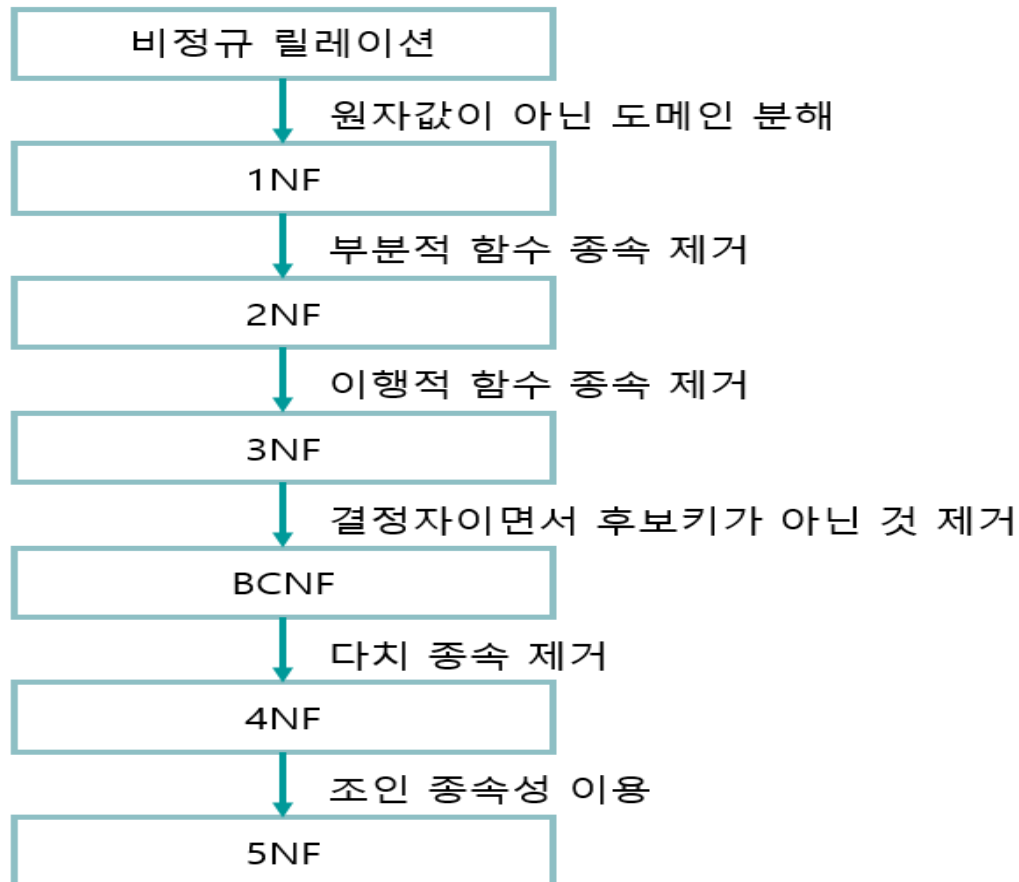 비정규 릴레이션
원자값이 아닌 도메인 분해
1NF
부분적 함수 종속 제거
2NF
이행적 함수 종속 제거
3NF
결정자이면서 후보키가 아닌 것 제거
BCNF
다치 종속 제거
4NF
조인 종속성 이용
5NF